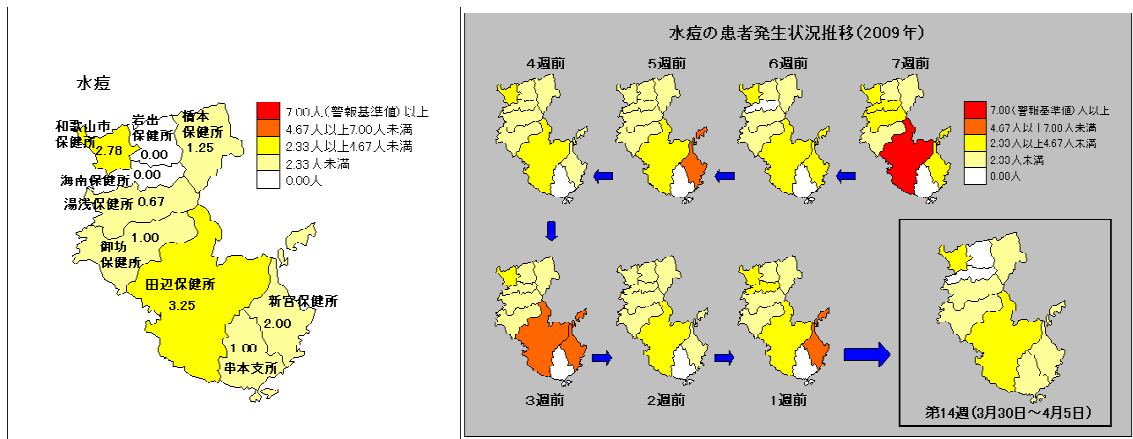 水痘
7.00人(警報基準値)以上
4.67人以上7.00人未満
2.33人以上4.67人未満
2.33人未満
0.00人
和歌山市
保健所
2.78
岩出
保健所
0.00
橋本
保健所
1.25
海南保健所
0.00
湯浅保健所
0.67
御坊
保健所
1.00
田辺保健所
3.25
新宮保健所
2.00
1.00
串本支所
水痘の患者発生状況推移(2009年)
4週前
5週前
6週前
7週前
7.00(警報基準値)人以上
4.67人以上7.00人未満
2.33人以上4.67人未満
2.33人未満
0.00人
3週前
2週前
1週前
第14週(3月30日~4月5日)